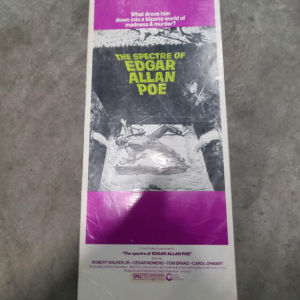 What drove him
down into a bizarre world of
madness & murder?
THE SPECTRE OF
EDGAR
ALLAN
POE
"The spectre of EDGAR ALLAN POE"
ROBERT WALKER JR • CESAR ROMERO • TOM DRAKE • CAROL OHMART
PG